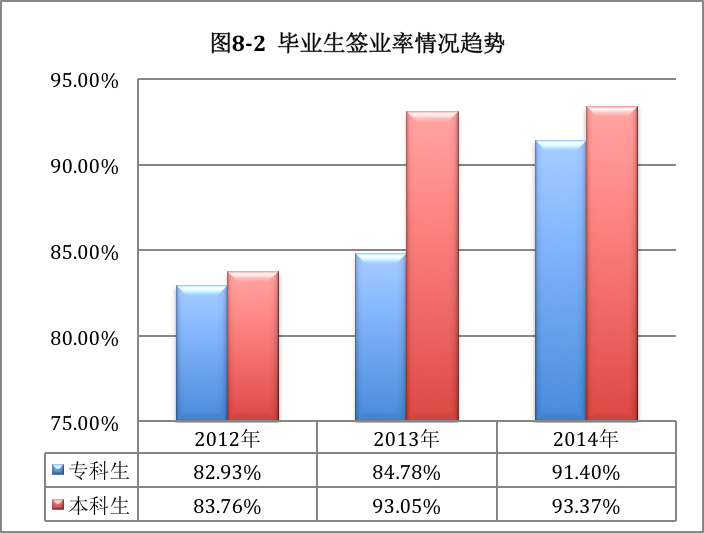 图8-2 毕业生签业率情况趋势
95.00%
90.00%
85.00%
80.00%
75.00%
2012年 2013年 2014年
专科生 82.93% 84.78% 91.40%
本科生 83.76% 93.05% 93.37%